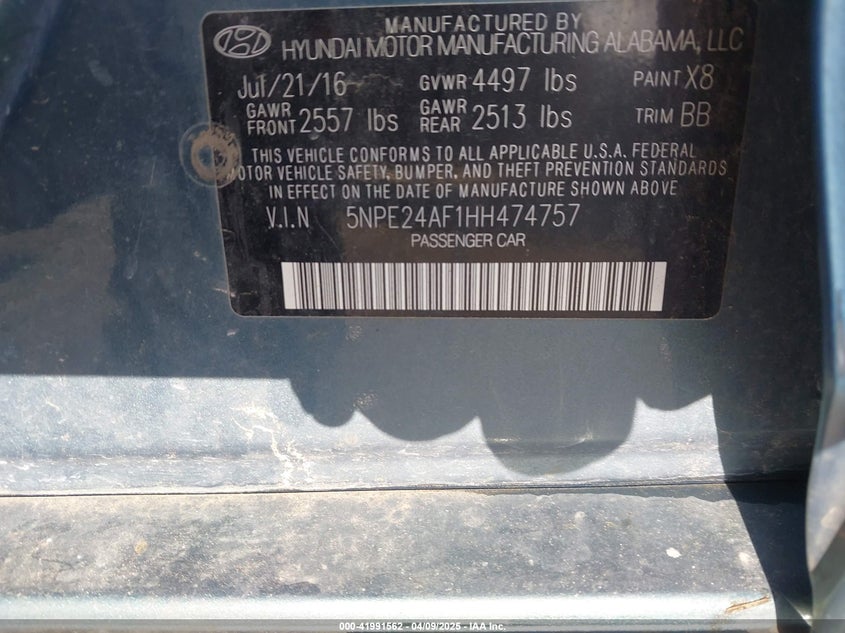 MANUFACTURED BY
HYUNDAI MOTOR MANUFACTURING ALABAMA, LLC
Jul/21/16 GVWR 4497 lbs PAINT X8
GAWR FRONT 2557 lbs GAWR REAR 2513 lbs TRIM BB
THIS VEHICLE CONFORMS TO ALL APPLICABLE U.S.A. FEDERAL
MOTOR VEHICLE SAFETY, BUMPER, AND THEFT PREVENTION STANDARDS
IN EFFECT ON THE DATE OF MANUFACTURE SHOWN ABOVE
V.I.N 5NPE24AF1HH474757
PASSENGER CAR
000-41991562 - 04/09/2025 - IAA Inc.